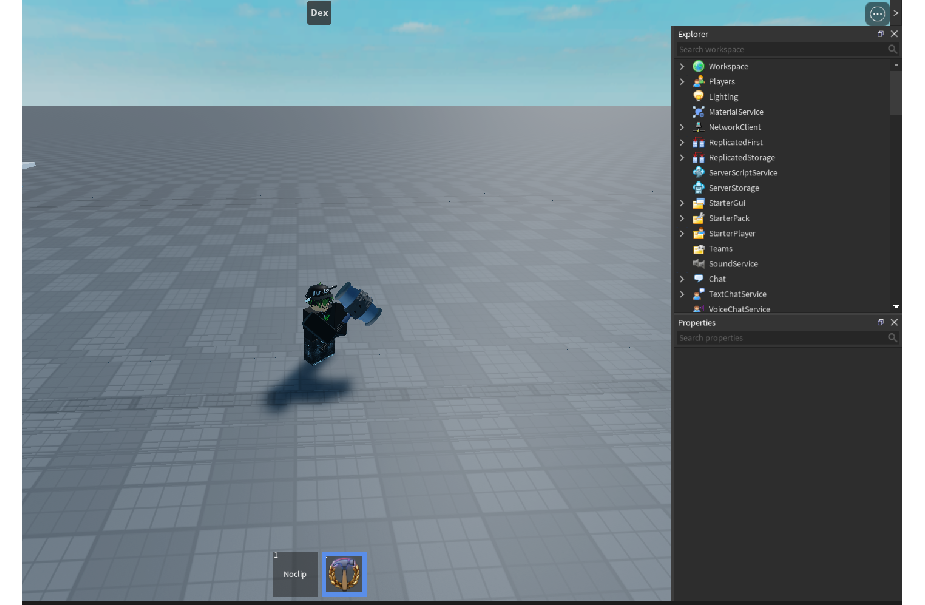 Dex
Explorer
Search workspace
Workspace
Players
Lighting
MaterialService
NetworkClient
ReplicatedFirst
ReplicatedStorage
ServerScriptService
ServerStorage
StarterGui
StarterPack
StarterPlayer
Teams
SoundService
Chat
TextChatService
VoiceChatService
Properties
Search properties
1
Noclip